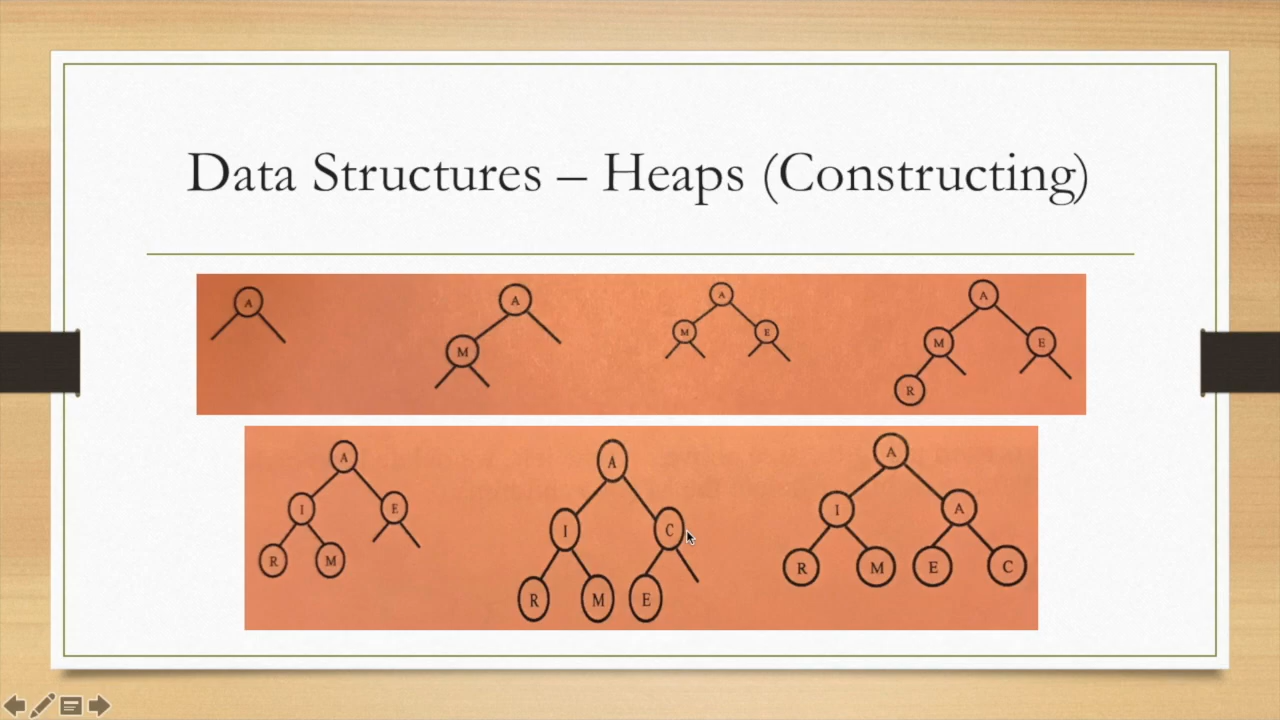 Data Structures – Heaps (Constructing)
A
A
M
A
M E
A
M E
R
A
I E
R M
A
I C
R M E
A
I A
R M E C